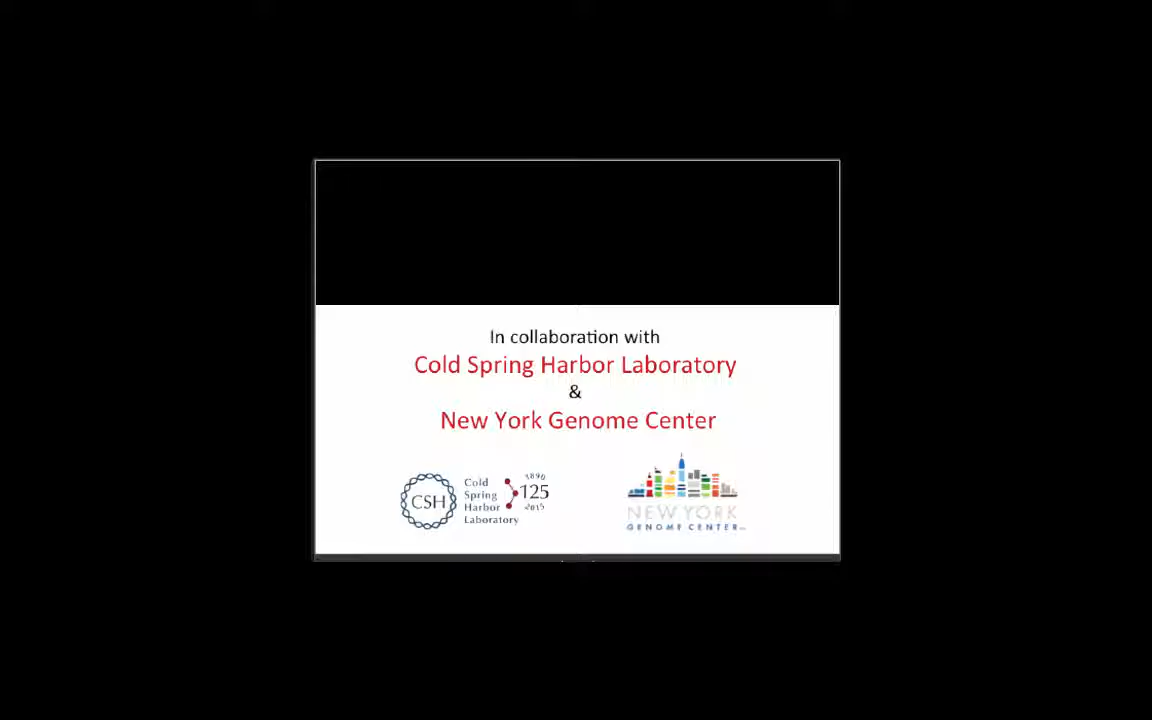 In collaboration with
Cold Spring Harbor Laboratory
&
New York Genome Center
CSH
Cold
Spring
Harbor
Laboratory
1890
125
2015
NEW YORK
GENOME CENTER